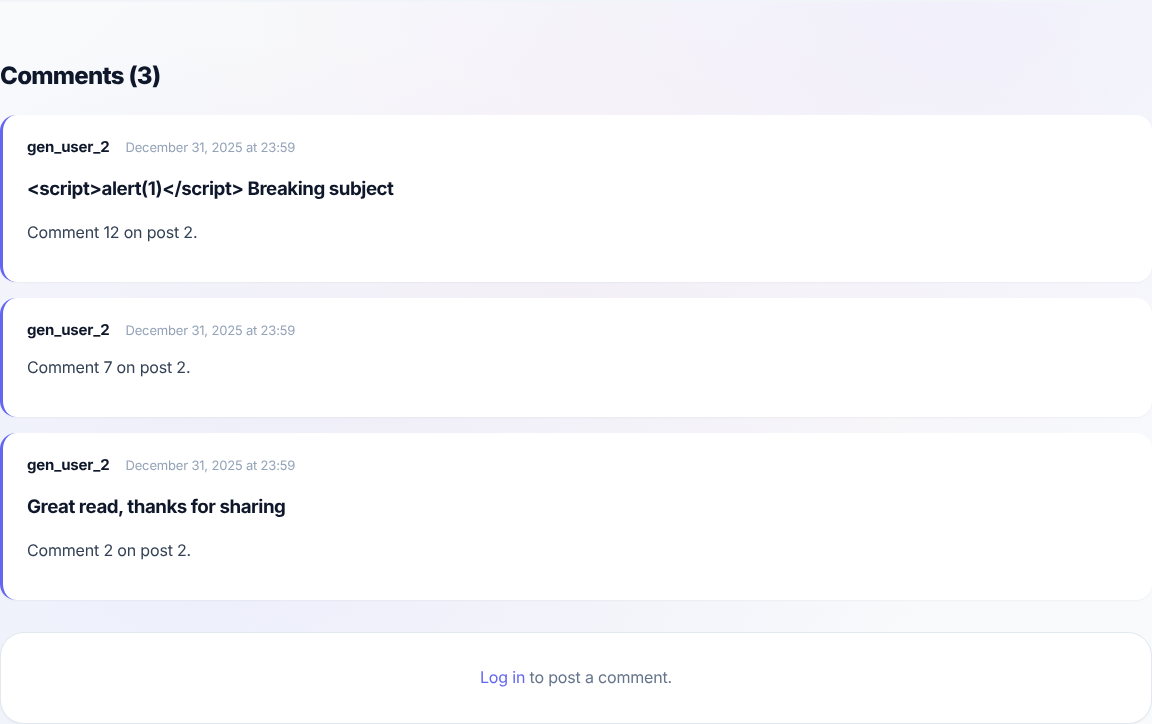 Comments (3)
gen_user_2 December 31, 2025 at 23:59
<script>alert(1)</script> Breaking subject
Comment 12 on post 2.
gen_user_2 December 31, 2025 at 23:59
Comment 7 on post 2.
gen_user_2 December 31, 2025 at 23:59
Great read, thanks for sharing
Comment 2 on post 2.
Log in to post a comment.